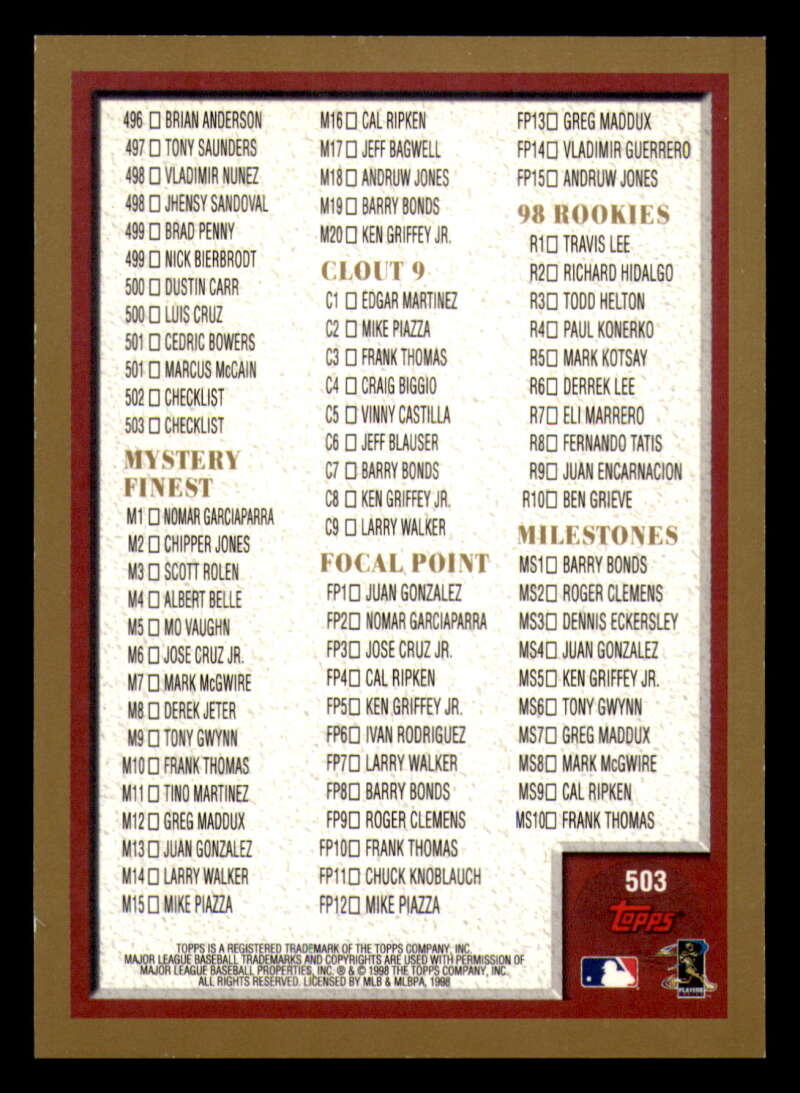 496 BRIAN ANDERSON
497 TONY SAUNDERS
498 VLADIMIR NUNEZ
498 JHENSY SANDOVAL
499 BRAD PENNY
499 NICK BIERBRODT
500 DUSTIN CARR
500 LUIS CRUZ
501 CEDRIC BOWERS
501 MARCUS McCAIN
502 CHECKLIST
503 CHECKLIST
MYSTERY
FINEST
M1 NOMAR GARCIAPARRA
M2 CHIPPER JONES
M3 SCOTT ROLEN
M4 ALBERT BELLE
M5 MO VAUGHN
M6 JOSE CRUZ JR.
M7 MARK McGWIRE
M8 DEREK JETER
M9 TONY GWYNN
M10 FRANK THOMAS
M11 TINO MARTINEZ
M12 GREG MADDUX
M13 JUAN GONZALEZ
M14 LARRY WALKER
M15 MIKE PIAZZA
M16 CAL RIPKEN
M17 JEFF BAGWELL
M18 ANDRUW JONES
M19 BARRY BONDS
M20 KEN GRIFFEY JR.
CLOUT 9
C1 EDGAR MARTINEZ
C2 MIKE PIAZZA
C3 FRANK THOMAS
C4 CRAIG BIGGIO
C5 VINNY CASTILLA
C6 JEFF BLAUSER
C7 BARRY BONDS
C8 KEN GRIFFEY JR.
C9 LARRY WALKER
FOCAL POINT
FP1 JUAN GONZALEZ
FP2 NOMAR GARCIAPARRA
FP3 JOSE CRUZ JR.
FP4 CAL RIPKEN
FP5 KEN GRIFFEY JR.
FP6 IVAN RODRIGUEZ
FP7 LARRY WALKER
FP8 BARRY BONDS
FP9 ROGER CLEMENS
FP10 FRANK THOMAS
FP11 CHUCK KNOBLAUCH
FP12 MIKE PIAZZA
FP13 GREG MADDUX
FP14 VLADIMIR GUERRERO
FP15 ANDRUW JONES
98 ROOKIES
R1 TRAVIS LEE
R2 RICHARD HIDALGO
R3 TODD HELTON
R4 PAUL KONERKO
R5 MARK KOTSAY
R6 DERREK LEE
R7 ELI MARRERO
R8 FERNANDO TATIS
R9 JUAN ENCARNACION
R10 BEN GRIEVE
MILESTONES
MS1 BARRY BONDS
MS2 ROGER CLEMENS
MS3 DENNIS ECKERSLEY
MS4 JUAN GONZALEZ
MS5 KEN GRIFFEY JR.
MS6 TONY GWYNN
MS7 GREG MADDUX
MS8 MARK McGWIRE
MS9 CAL RIPKEN
MS10 FRANK THOMAS
503
TOPPS
TOPPS IS A REGISTERED TRADEMARK OF THE TOPPS COMPANY, INC.
MAJOR LEAGUE BASEBALL TRADEMARKS AND COPYRIGHTS ARE USED WITH PERMISSION OF
MAJOR LEAGUE BASEBALL PROPERTIES, INC. ® & © 1998 THE TOPPS COMPANY, INC.
ALL RIGHTS RESERVED. LICENSED BY MLB & MLBPA, 1998
PLAYERS